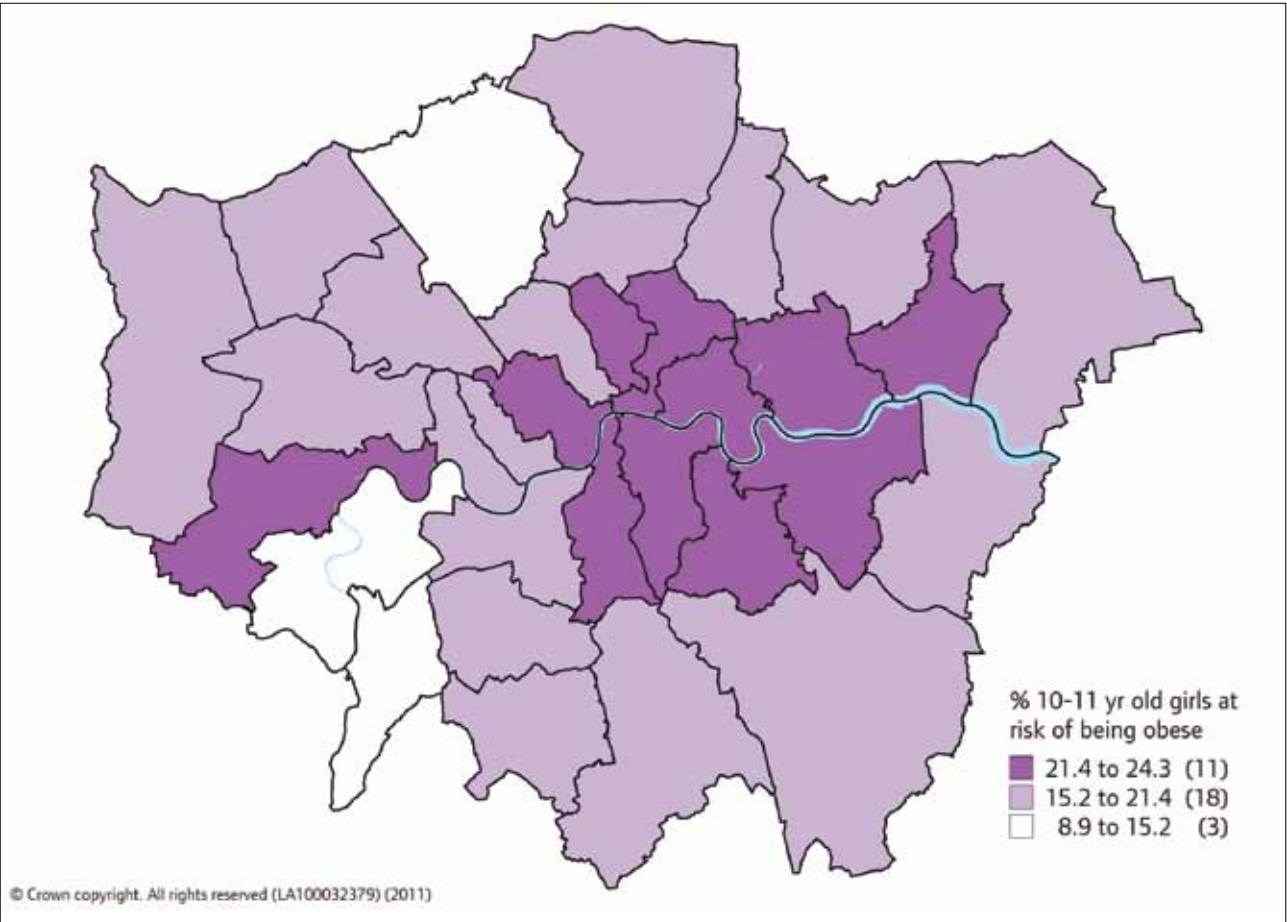 % 10-11 yr old girls at
risk of being obese
21.4 to 24.3 (11)
15.2 to 21.4 (18)
8.9 to 15.2 (3)
© Crown copyright. All rights reserved (LA100032379) (2011)